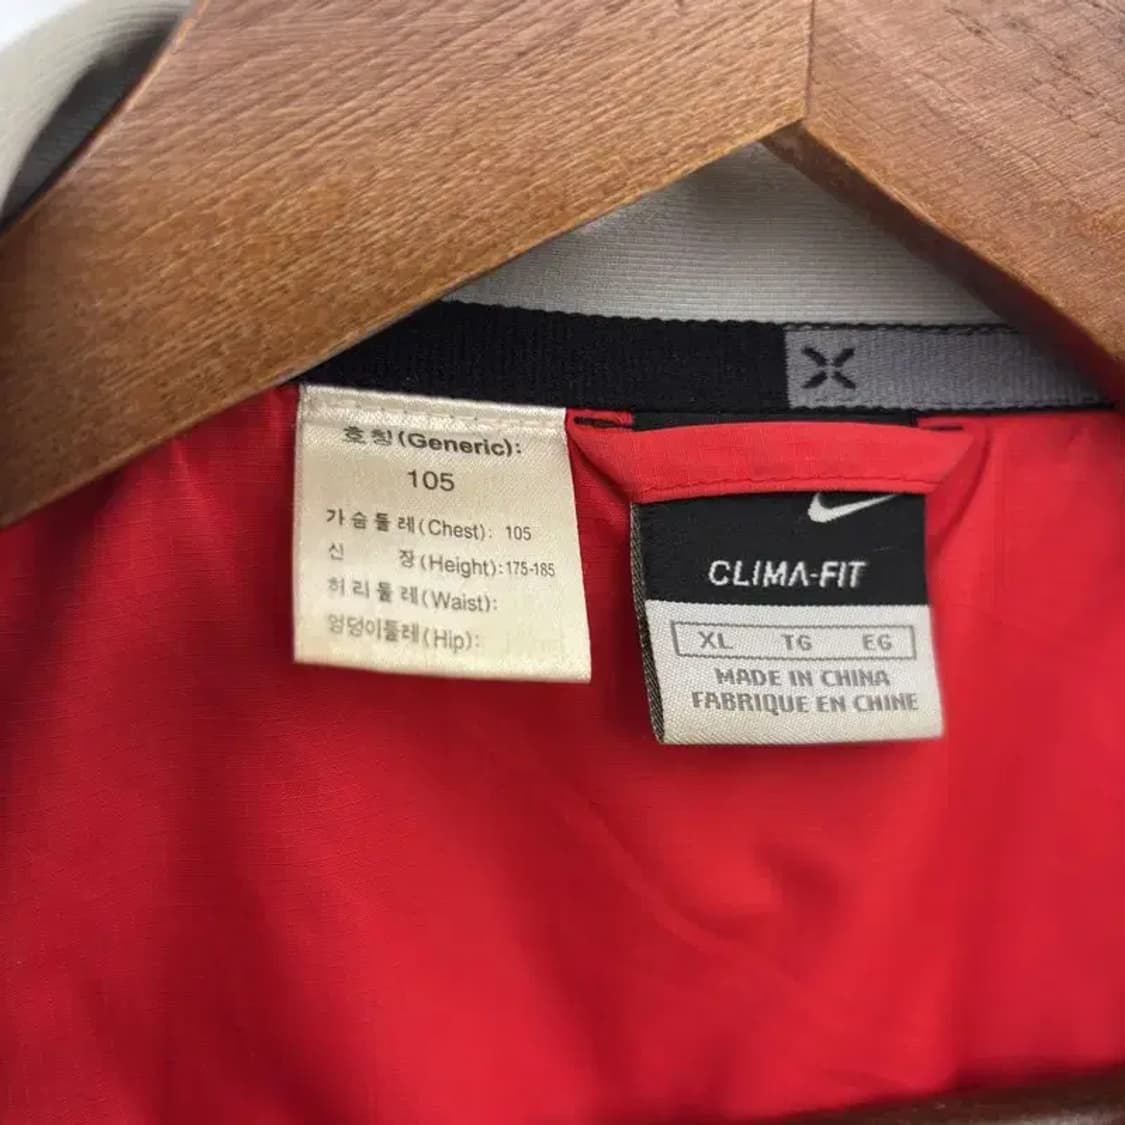 호칭(Generic):
105
가슴둘레(Chest): 105
신 장(Height):175-185
허리둘레(Waist):
엉덩이둘레(Hip):
CLIMA-FIT
XL TG EG
MADE IN CHINA
FABRIQUE EN CHINE